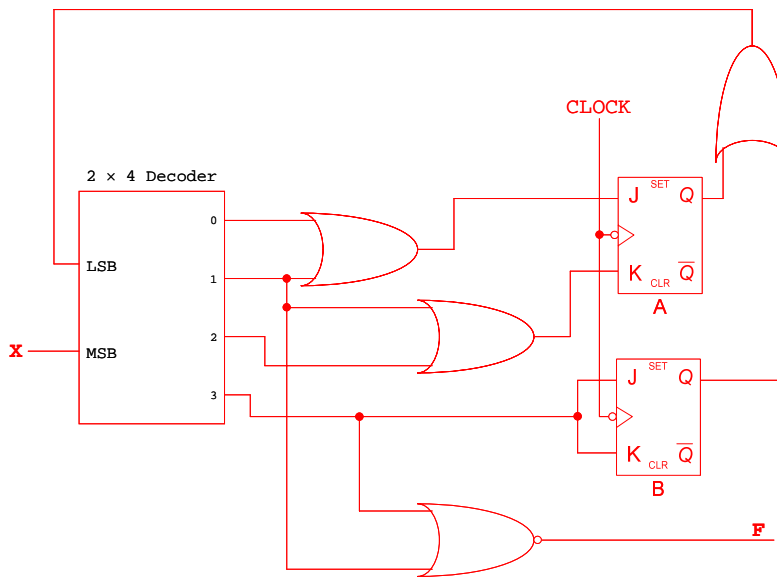 CLOCK
2 × 4 Decoder
SET
J Q
0
LSB
1
K CLR Q̅
A
2
X
MSB
SET
J Q
3
K CLR Q̅
B
F